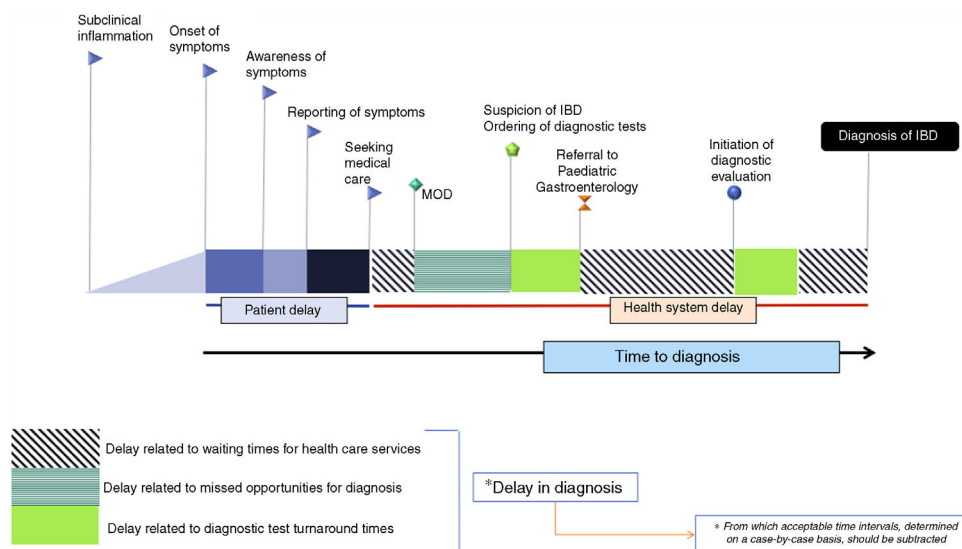 Subclinical
inflammation
Onset of
symptoms
Awareness of
symptoms
Reporting of symptoms
Seeking
medical
care
MOD
Suspicion of IBD
Ordering of diagnostic tests
Referral to
Paediatric
Gastroenterology
Initiation of
diagnostic
evaluation
Diagnosis of IBD
Patient delay
Health system delay
Time to diagnosis
Delay related to waiting times for health care services
Delay related to missed opportunities for diagnosis
Delay related to diagnostic test turnaround times
*Delay in diagnosis
* From which acceptable time intervals, determined
on a case-by-case basis, should be subtracted